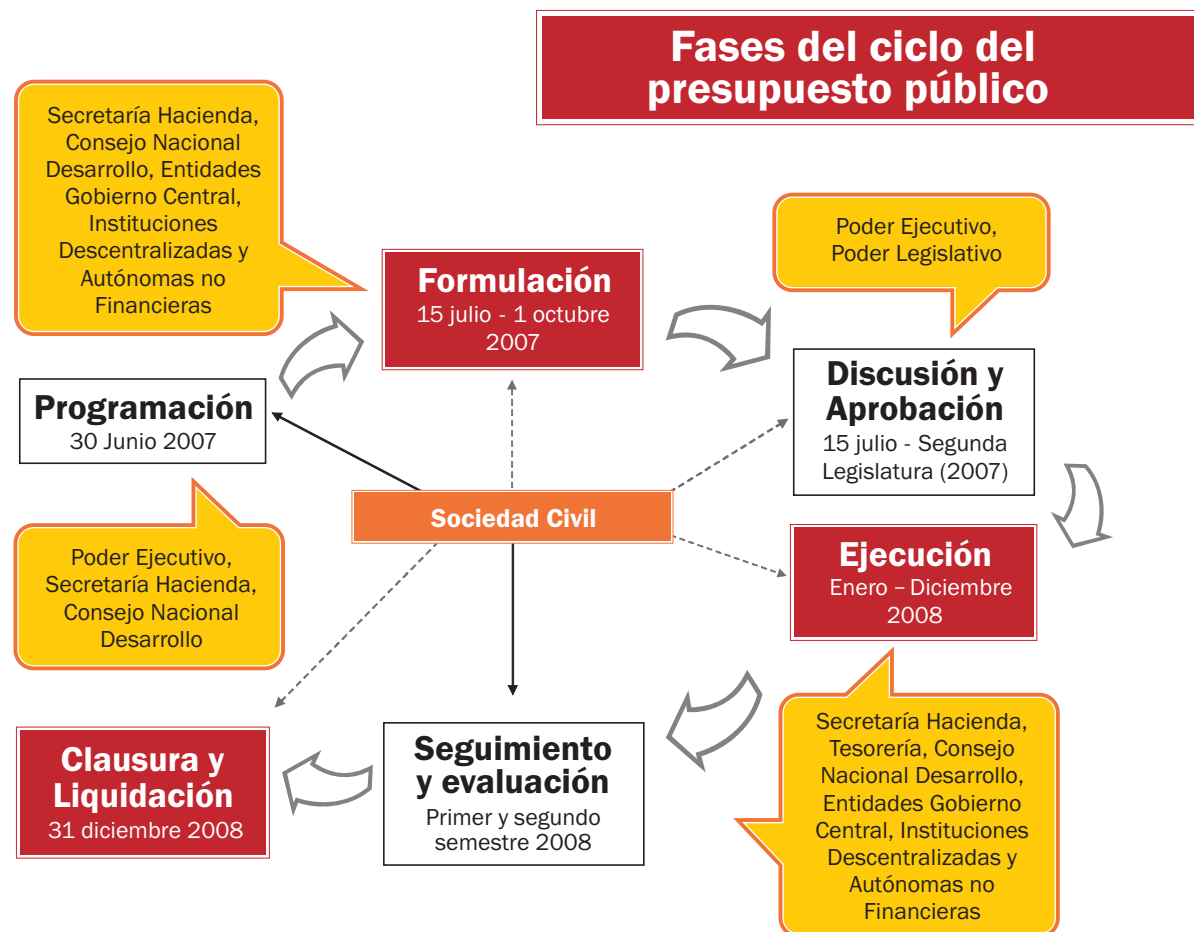 Fases del ciclo del
presupuesto público
Secretaría Hacienda,
Consejo Nacional
Desarrollo, Entidades
Gobierno Central,
Instituciones
Descentralizadas y
Autónomas no
Financieras
Poder Ejecutivo,
Poder Legislativo
Formulación
15 julio - 1 octubre
2007
Programación
30 Junio 2007
Discusión y
Aprobación
15 julio - Segunda
Legislatura (2007)
Sociedad Civil
Poder Ejecutivo,
Secretaría Hacienda,
Consejo Nacional
Desarrollo
Ejecución
Enero – Diciembre
2008
Clausura y
Liquidación
31 diciembre 2008
Seguimiento
y evaluación
Primer y segundo
semestre 2008
Secretaría Hacienda,
Tesorería, Consejo
Nacional Desarrollo,
Entidades Gobierno
Central, Instituciones
Descentralizadas y
Autónomas no
Financieras